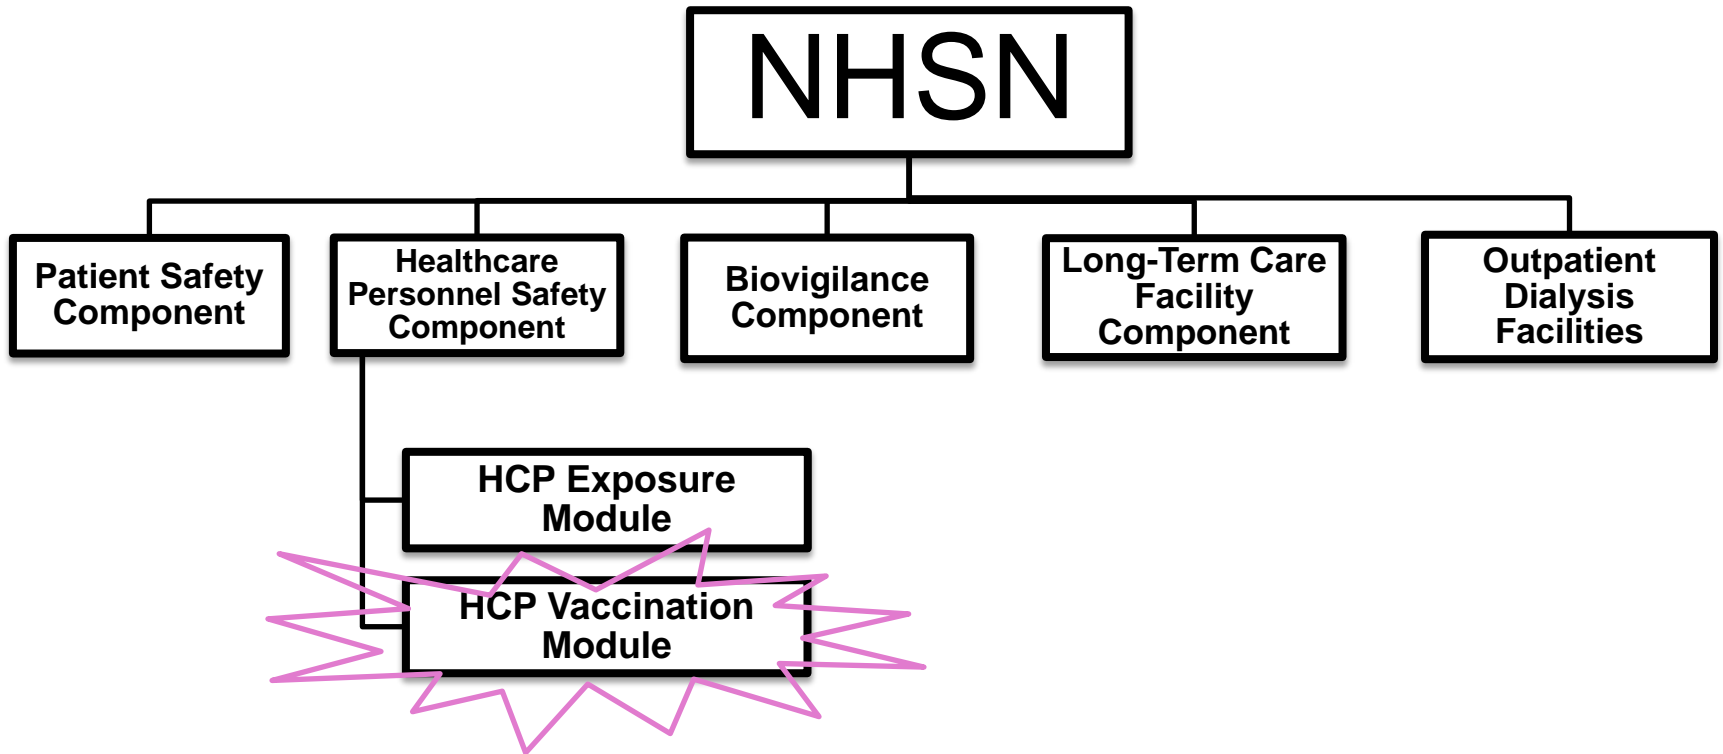 NHSN
Patient Safety
Component
Healthcare
Personnel Safety
Component
Biovigilance
Component
Long-Term Care
Facility
Component
Outpatient
Dialysis
Facilities
HCP Exposure
Module
HCP Vaccination
Module